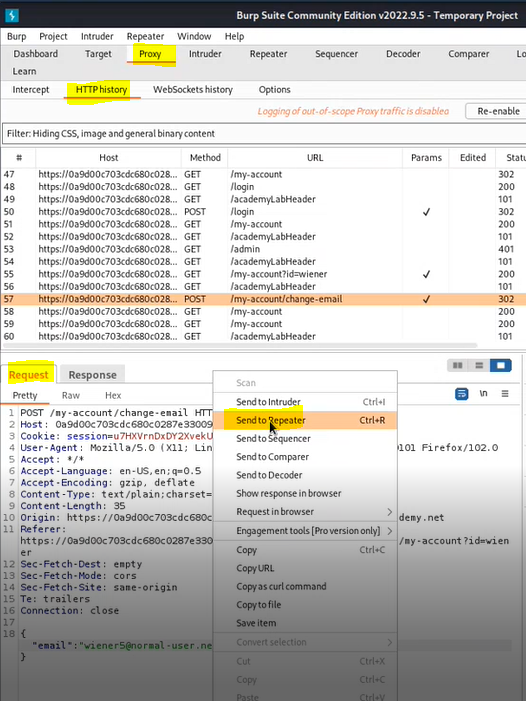 Burp Suite Community Edition v2022.9.5 - Temporary Project
Burp Project Intruder Repeater Window Help
Dashboard Target Proxy Intruder Repeater Sequencer Decoder Comparer
Learn
Intercept HTTP history WebSockets history Options
Logging of out-of-scope Proxy traffic is disabled Re-enable
Filter: Hiding CSS, image and general binary content
# Host Method URL Params Edited Statu
47 https://0a9d00c703cdc680c028... GET /my-account 302
48 https://0a9d00c703cdc680c028... GET /login 200
49 https://0a9d00c703cdc680c028... GET /academyLabHeader 101
50 https://0a9d00c703cdc680c028... POST /login ✓ 302
51 https://0a9d00c703cdc680c028... GET /my-account 200
52 https://0a9d00c703cdc680c028... GET /academyLabHeader 101
53 https://0a9d00c703cdc680c028... GET /admin 401
54 https://0a9d00c703cdc680c028... GET /academyLabHeader 101
55 https://0a9d00c703cdc680c028... GET /my-account?id=wiener ✓ 200
56 https://0a9d00c703cdc680c028... GET /academyLabHeader 101
57 https://0a9d00c703cdc680c028... POST /my-account/change-email ✓ 302
58 https://0a9d00c703cdc680c028... GET /my-account 200
59 https://0a9d00c703cdc680c028... GET /my-account 200
60 https://0a9d00c703cdc680c028... GET /academyLabHeader 101
Request Response
Pretty Raw Hex \n
1 POST /my-account/change-email HTT
2 Host: 0a9d00c703cdc680c0287e33009
3 Cookie: session=u7HXVrnDxDY2XvekU
4 User-Agent: Mozilla/5.0 (X11; Lin 0101 Firefox/102.0
5 Accept: */*
6 Accept-Language: en-US,en;q=0.5
7 Accept-Encoding: gzip, deflate
8 Content-Type: text/plain;charset=
9 Content-Length: 35
10 Origin: https://0a9d00c703cdc680c demy.net
11 Referer:
https://0a9d00c703cdc680c0287e330 /my-account?id=wien
er
12 Sec-Fetch-Dest: empty
13 Sec-Fetch-Mode: cors
14 Sec-Fetch-Site: same-origin
15 Te: trailers
16 Connection: close
17
18 {
"email":"wiener5@normal-user.ne
}
Scan
Send to Intruder Ctrl+I
Send to Repeater Ctrl+R
Send to Sequencer
Send to Comparer
Send to Decoder
Show response in browser
Request in browser >
Engagement tools [Pro version only] >
Copy Ctrl+C
Copy URL
Copy as curl command
Copy to file
Save item
Convert selection >
Cut Ctrl+X
Copy Ctrl+C
Paste Ctrl+V